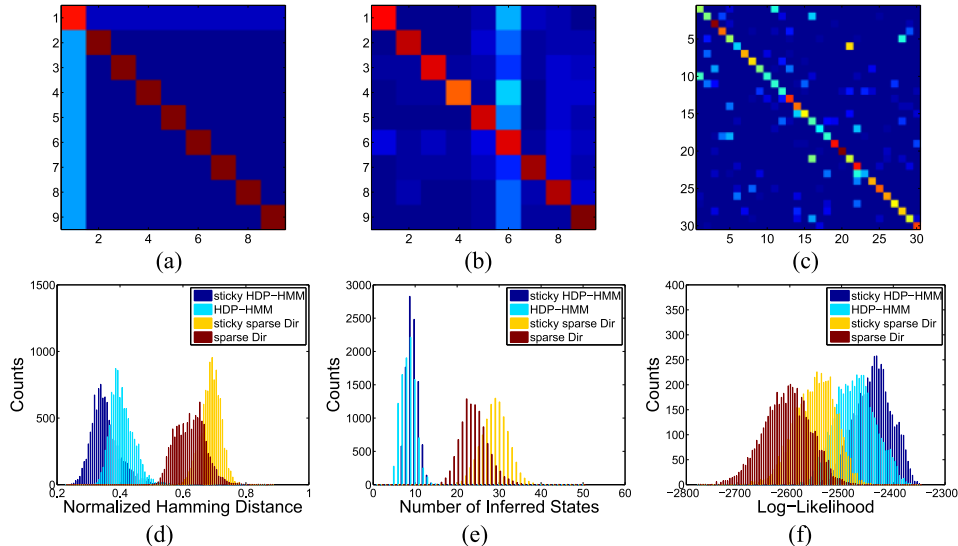 1
2
3
4
5
6
7
8
9
2 4 6 8
(a)
1
2
3
4
5
6
7
8
9
2 4 6 8
(b)
5
10
15
20
25
30
5 10 15 20 25 30
(c)
1500
1000
500
0
Counts
sticky HDP−HMM
HDP−HMM
sticky sparse Dir
sparse Dir
0.2 0.4 0.6 0.8 1
Normalized Hamming Distance
(d)
3000
2500
2000
1500
1000
500
0
Counts
sticky HDP−HMM
HDP−HMM
sticky sparse Dir
sparse Dir
0 10 20 30 40 50 60
Number of Inferred States
(e)
400
350
300
250
200
150
100
50
0
Counts
sticky HDP−HMM
HDP−HMM
sticky sparse Dir
sparse Dir
−2800 −2700 −2600 −2500 −2400 −2300
Log−Likelihood
(f)